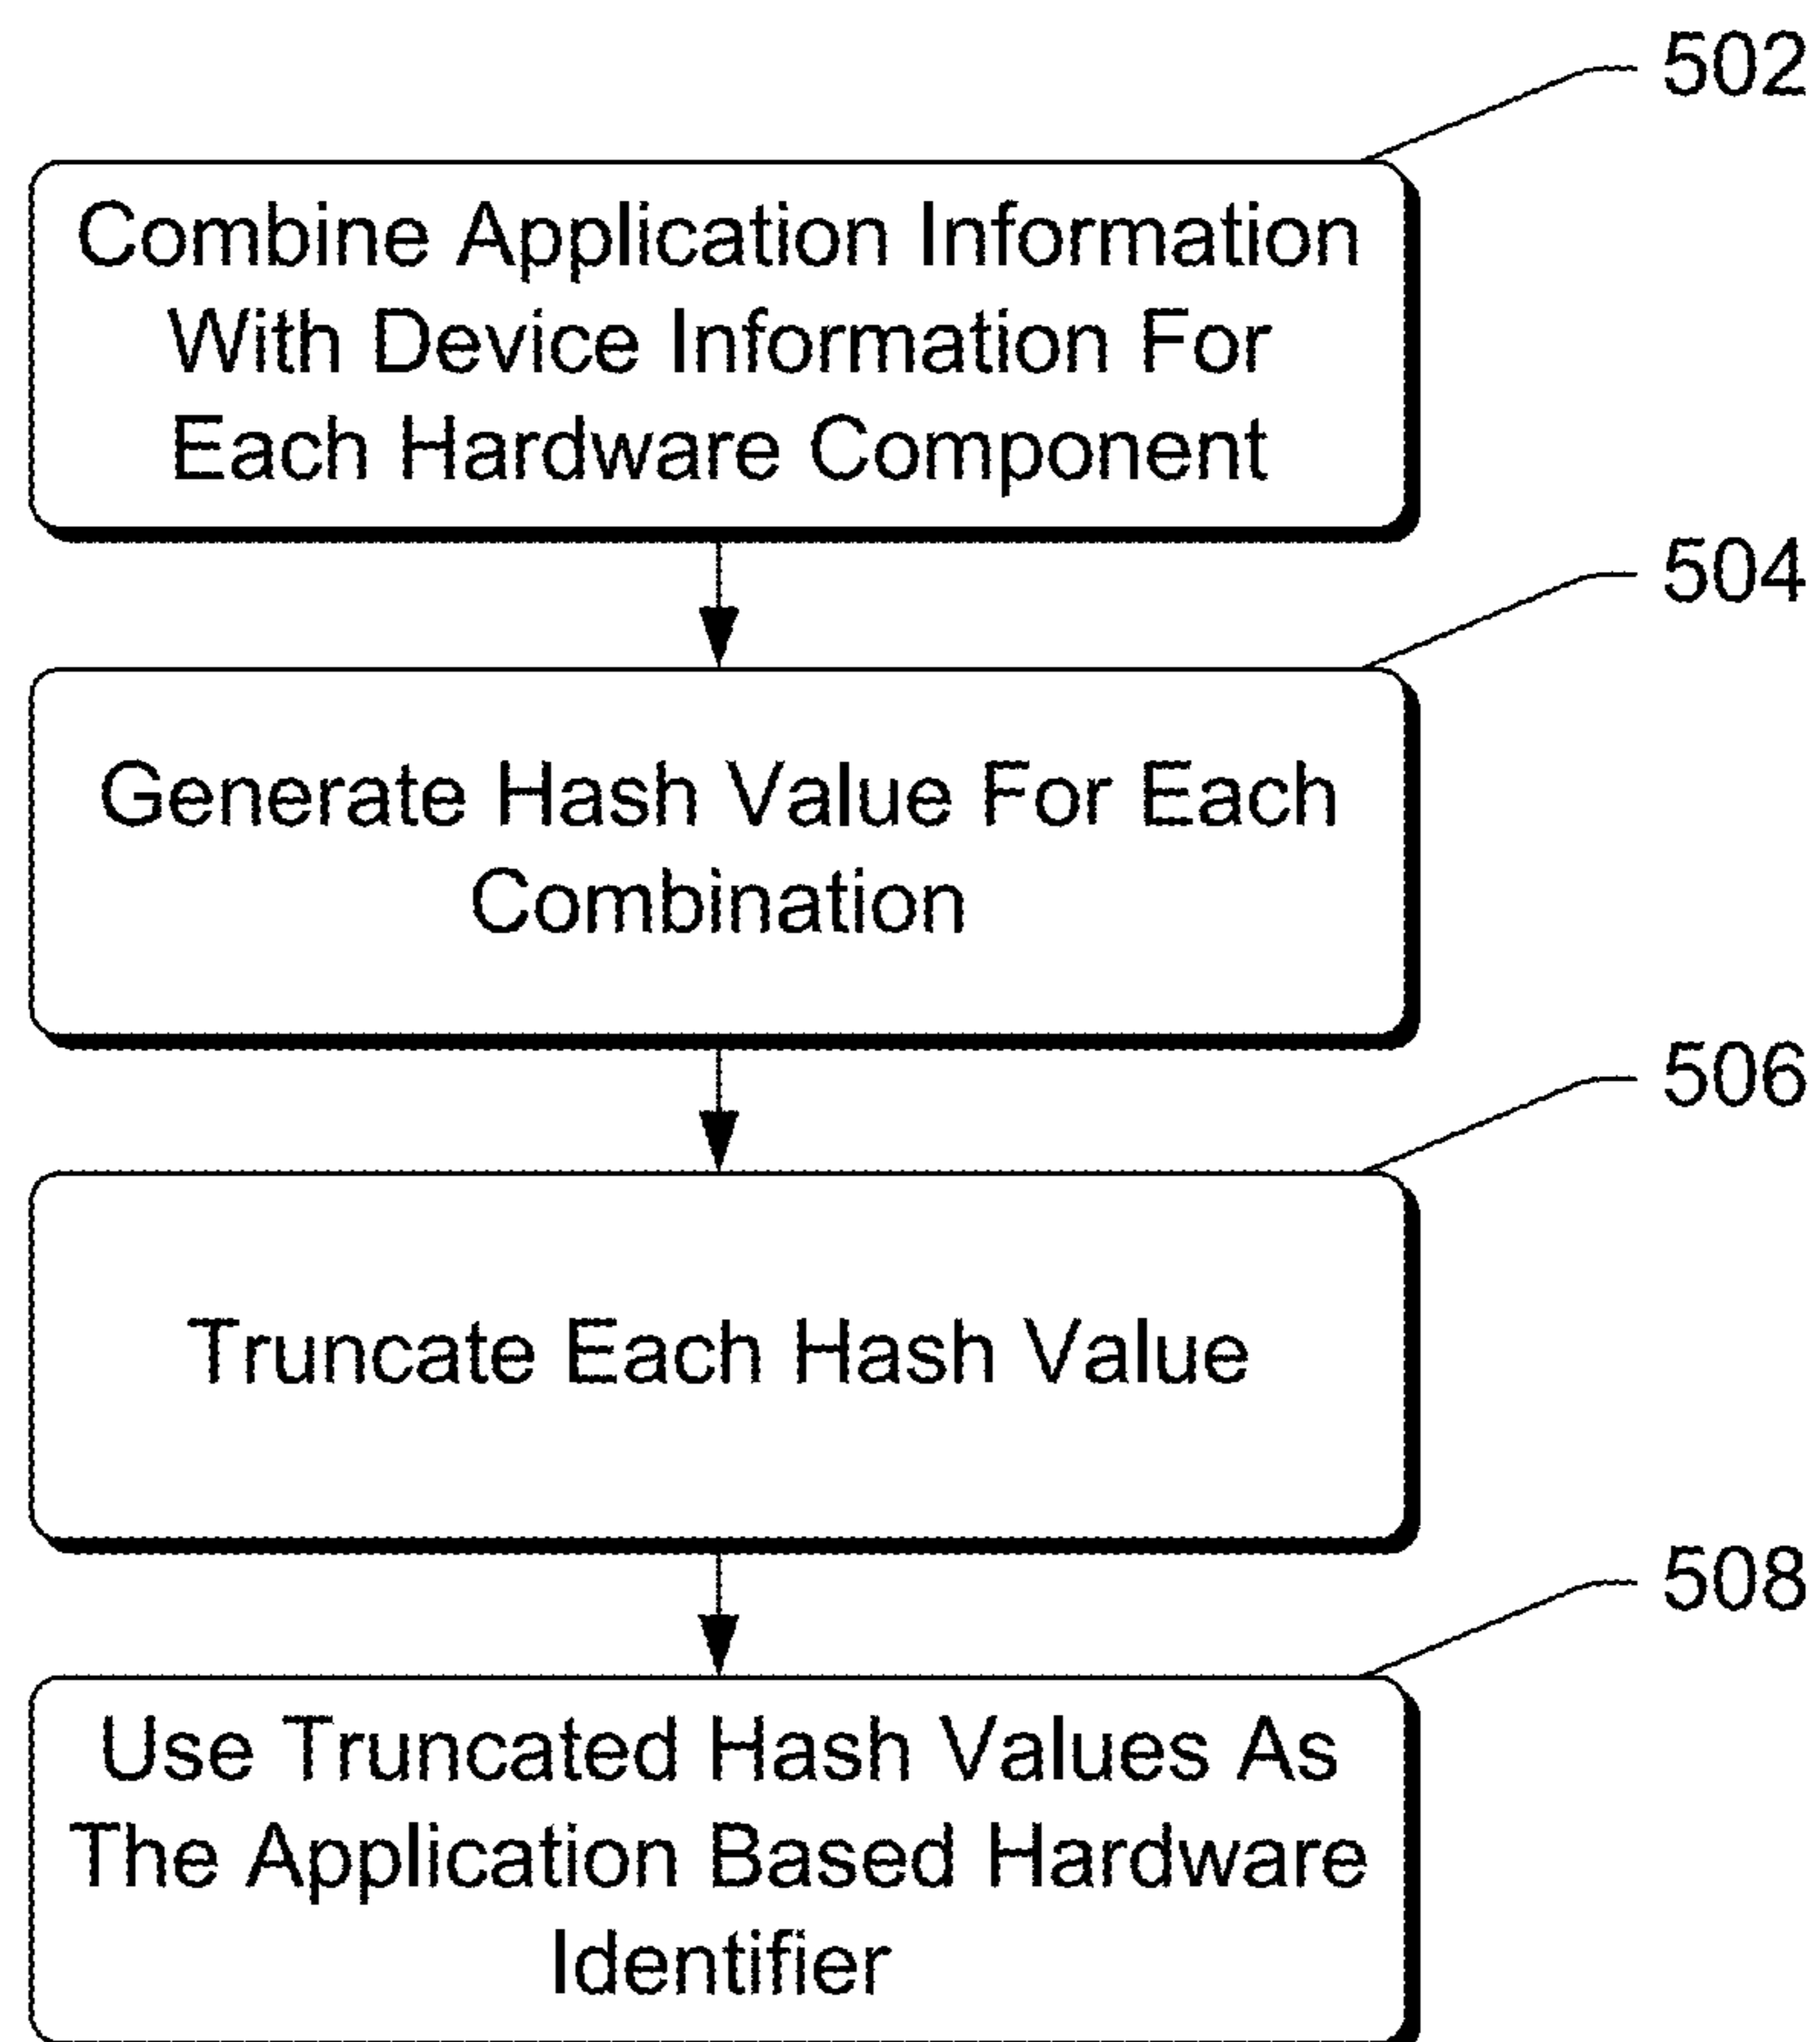 502
Combine Application Information
With Device Information For
Each Hardware Component
504
Generate Hash Value For Each
Combination
506
Truncate Each Hash Value
508
Use Truncated Hash Values As
The Application Based Hardware
Identifier